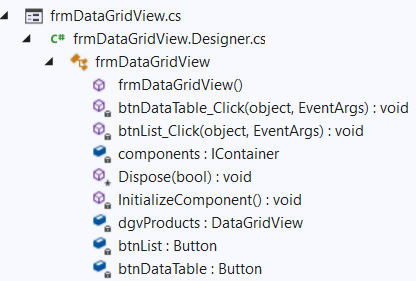 frmDataGridView.cs
C# frmDataGridView.Designer.cs
frmDataGridView
frmDataGridView()
btnDataTable_Click(object, EventArgs) : void
btnList_Click(object, EventArgs) : void
components : IContainer
Dispose(bool) : void
InitializeComponent() : void
dgvProducts : DataGridView
btnList : Button
btnDataTable : Button